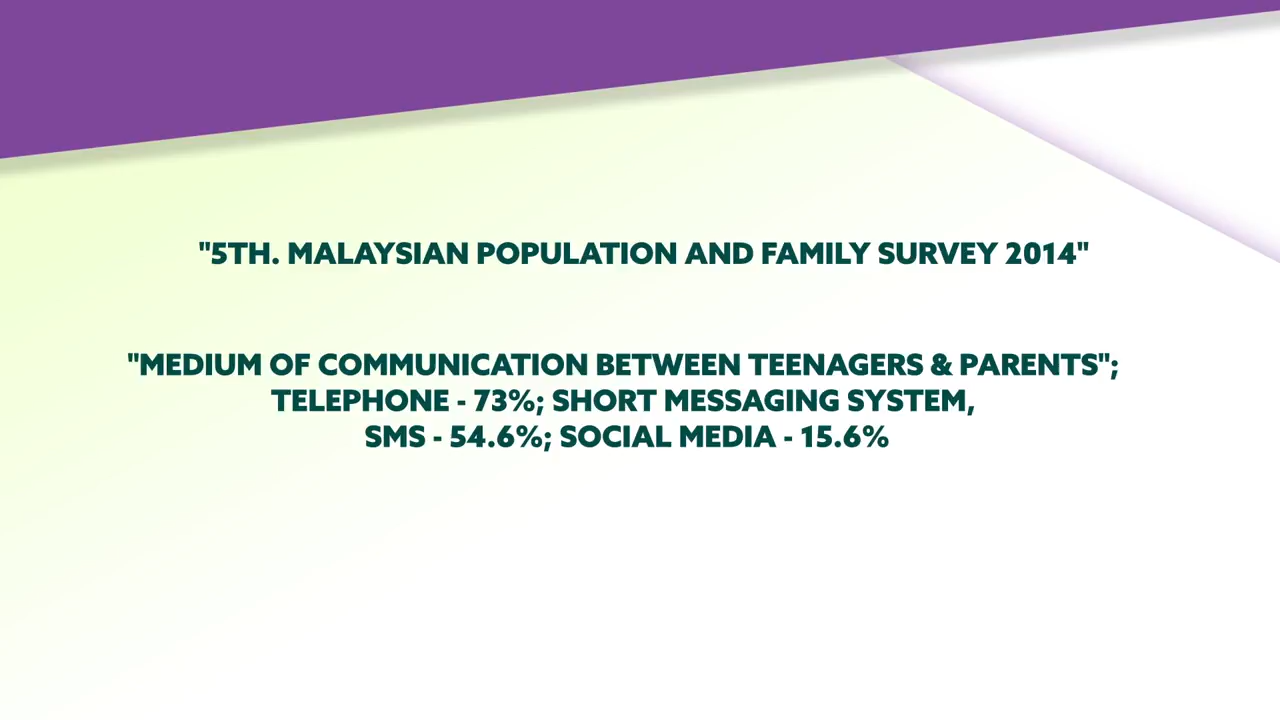 "5TH. MALAYSIAN POPULATION AND FAMILY SURVEY 2014"
"MEDIUM OF COMMUNICATION BETWEEN TEENAGERS & PARENTS";
TELEPHONE - 73%; SHORT MESSAGING SYSTEM,
SMS - 54.6%; SOCIAL MEDIA - 15.6%